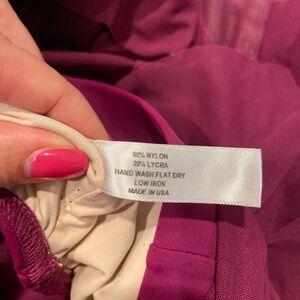 80% NYLON
20% LYCRA
HAND WASH FLAT DRY
LOW IRON
MADE IN USA